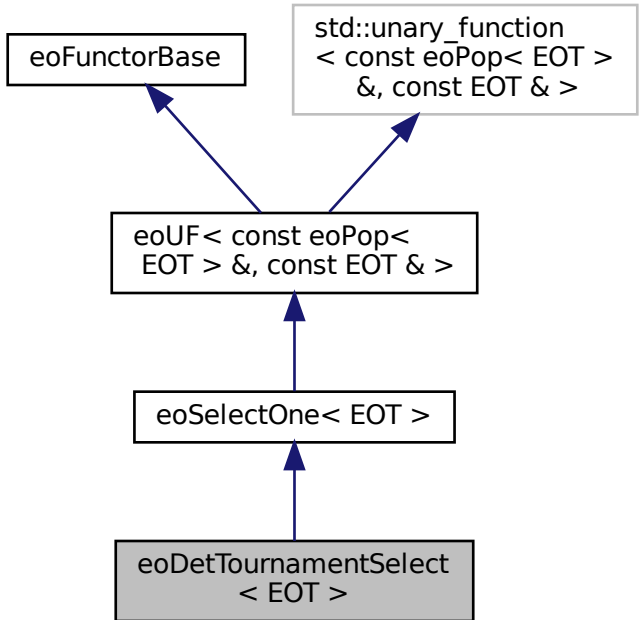 eoFunctorBase
std::unary_function
< const eoPop< EOT >
&, const EOT & >
eoUF< const eoPop<
EOT > &, const EOT & >
eoSelectOne< EOT >
eoDetTournamentSelect
< EOT >